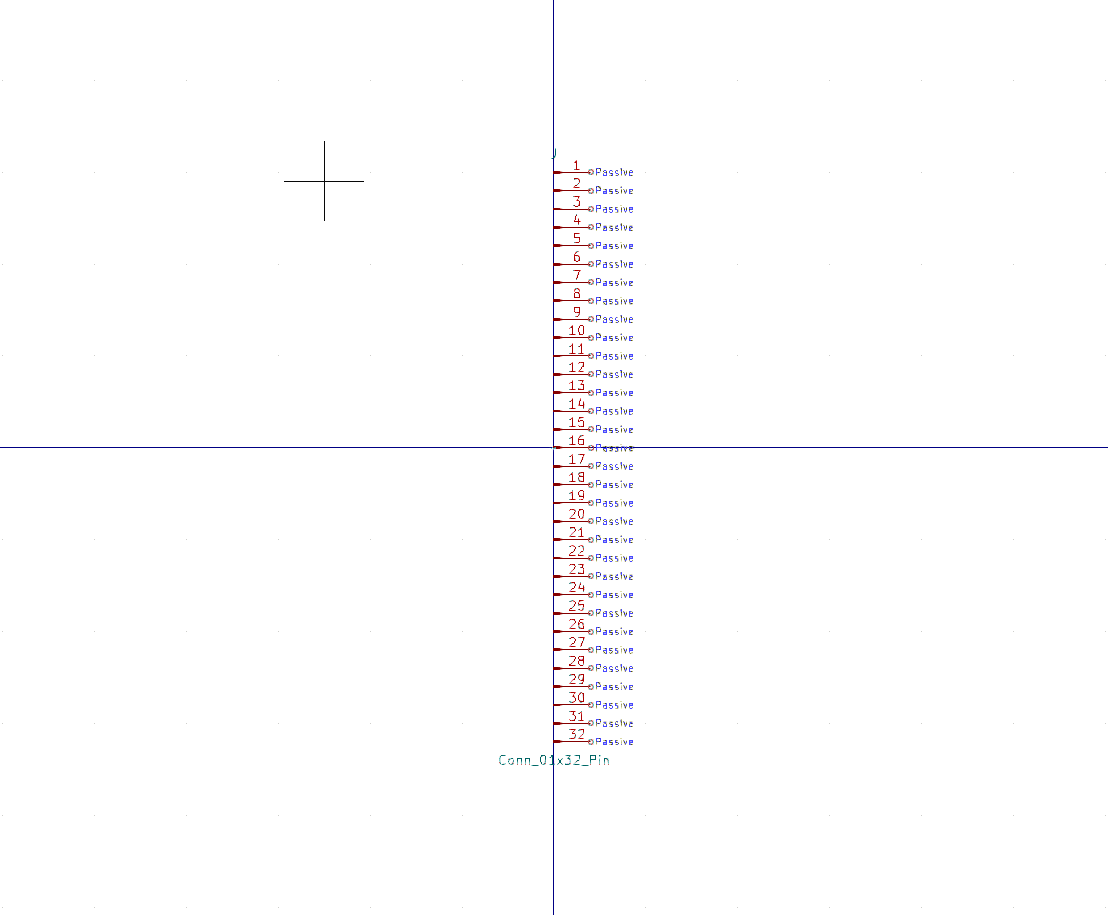 J
1 Passive
2 Passive
3 Passive
4 Passive
5 Passive
6 Passive
7 Passive
8 Passive
9 Passive
10 Passive
11 Passive
12 Passive
13 Passive
14 Passive
15 Passive
16 Passive
17 Passive
18 Passive
19 Passive
20 Passive
21 Passive
22 Passive
23 Passive
24 Passive
25 Passive
26 Passive
27 Passive
28 Passive
29 Passive
30 Passive
31 Passive
32 Passive
Conn_01x32_Pin